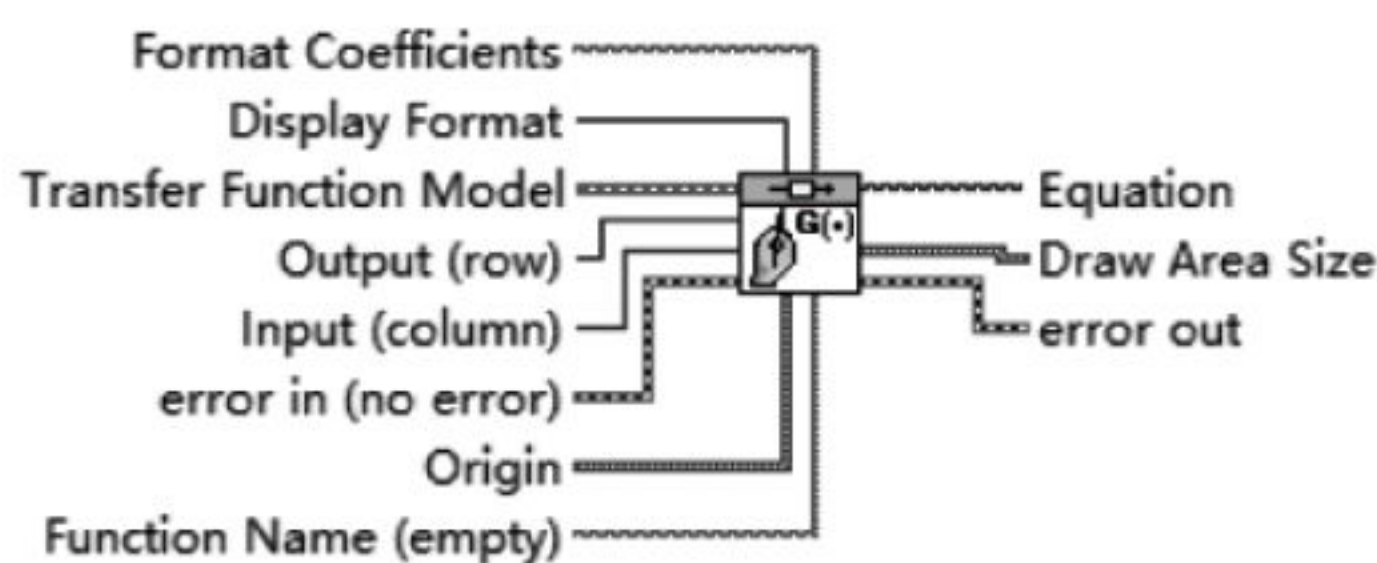 Format Coefficients
Display Format
Transfer Function Model
Output (row)
Input (column)
error in (no error)
Origin
Function Name (empty)
G(·)
Equation
Draw Area Size
error out